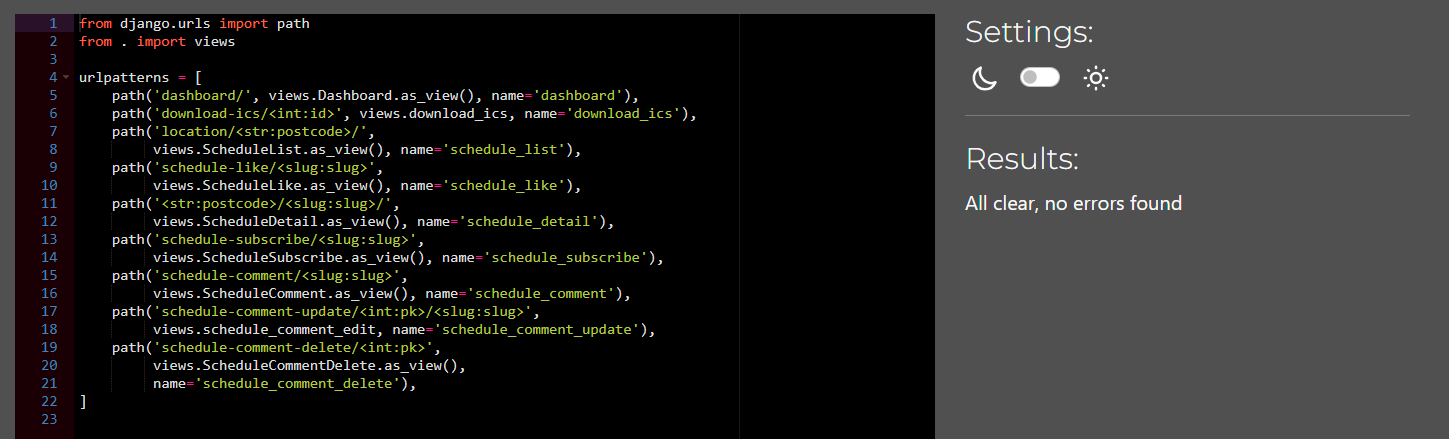 1 from django.urls import path
2 from . import views
3
4 urlpatterns = [
5     path('dashboard/', views.Dashboard.as_view(), name='dashboard'),
6     path('download-ics/<int:id>', views.download_ics, name='download_ics'),
7     path('location/<str:postcode>/',
8          views.ScheduleList.as_view(), name='schedule_list'),
9     path('schedule-like/<slug:slug>',
10          views.ScheduleLike.as_view(), name='schedule_like'),
11     path('<str:postcode>/<slug:slug>/',
12          views.ScheduleDetail.as_view(), name='schedule_detail'),
13     path('schedule-subscribe/<slug:slug>',
14          views.ScheduleSubscribe.as_view(), name='schedule_subscribe'),
15     path('schedule-comment/<slug:slug>',
16          views.ScheduleComment.as_view(), name='schedule_comment'),
17     path('schedule-comment-update/<int:pk>/<slug:slug>',
18          views.schedule_comment_edit, name='schedule_comment_update'),
19     path('schedule-comment-delete/<int:pk>',
20          views.ScheduleCommentDelete.as_view(),
21          name='schedule_comment_delete'),
22 ]
23
Settings:
Results:
All clear, no errors found